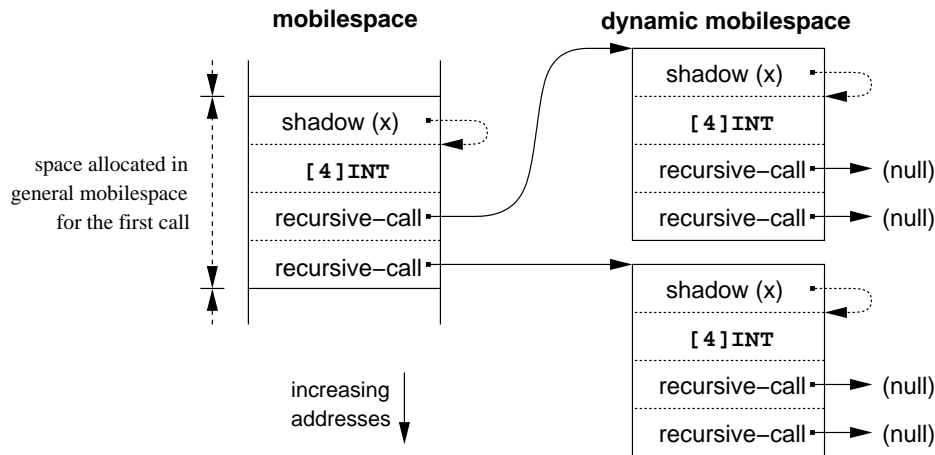 mobilespace
dynamic mobilespace
shadow (x)
[4]INT
recursive−call
recursive−call
space allocated in
general mobilespace
for the first call
shadow (x)
[4]INT
recursive−call (null)
recursive−call (null)
shadow (x)
[4]INT
recursive−call (null)
recursive−call (null)
increasing
addresses